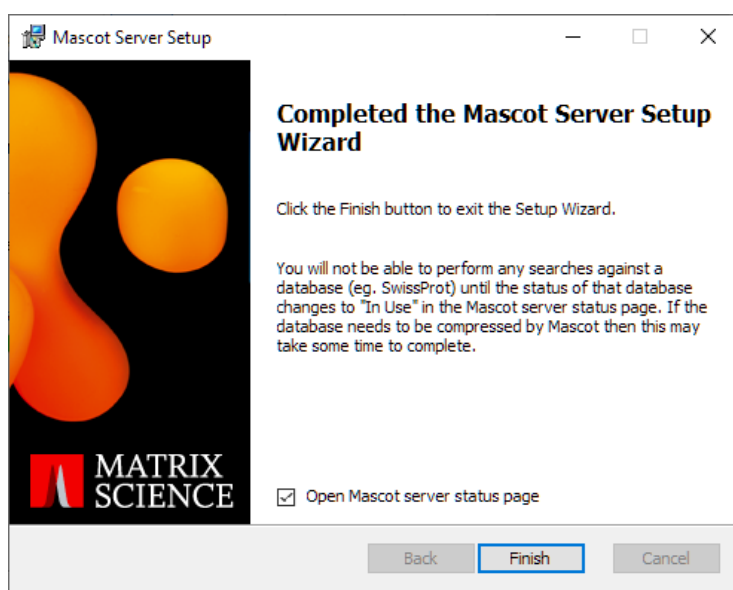 Mascot Server Setup
Completed the Mascot Server Setup
Wizard
Click the Finish button to exit the Setup Wizard.
You will not be able to perform any searches against a
database (eg. SwissProt) until the status of that database
changes to "In Use" in the Mascot server status page. If the
database needs to be compressed by Mascot then this may
take some time to complete.
MATRIX
SCIENCE
Open Mascot server status page
Back
Finish
Cancel